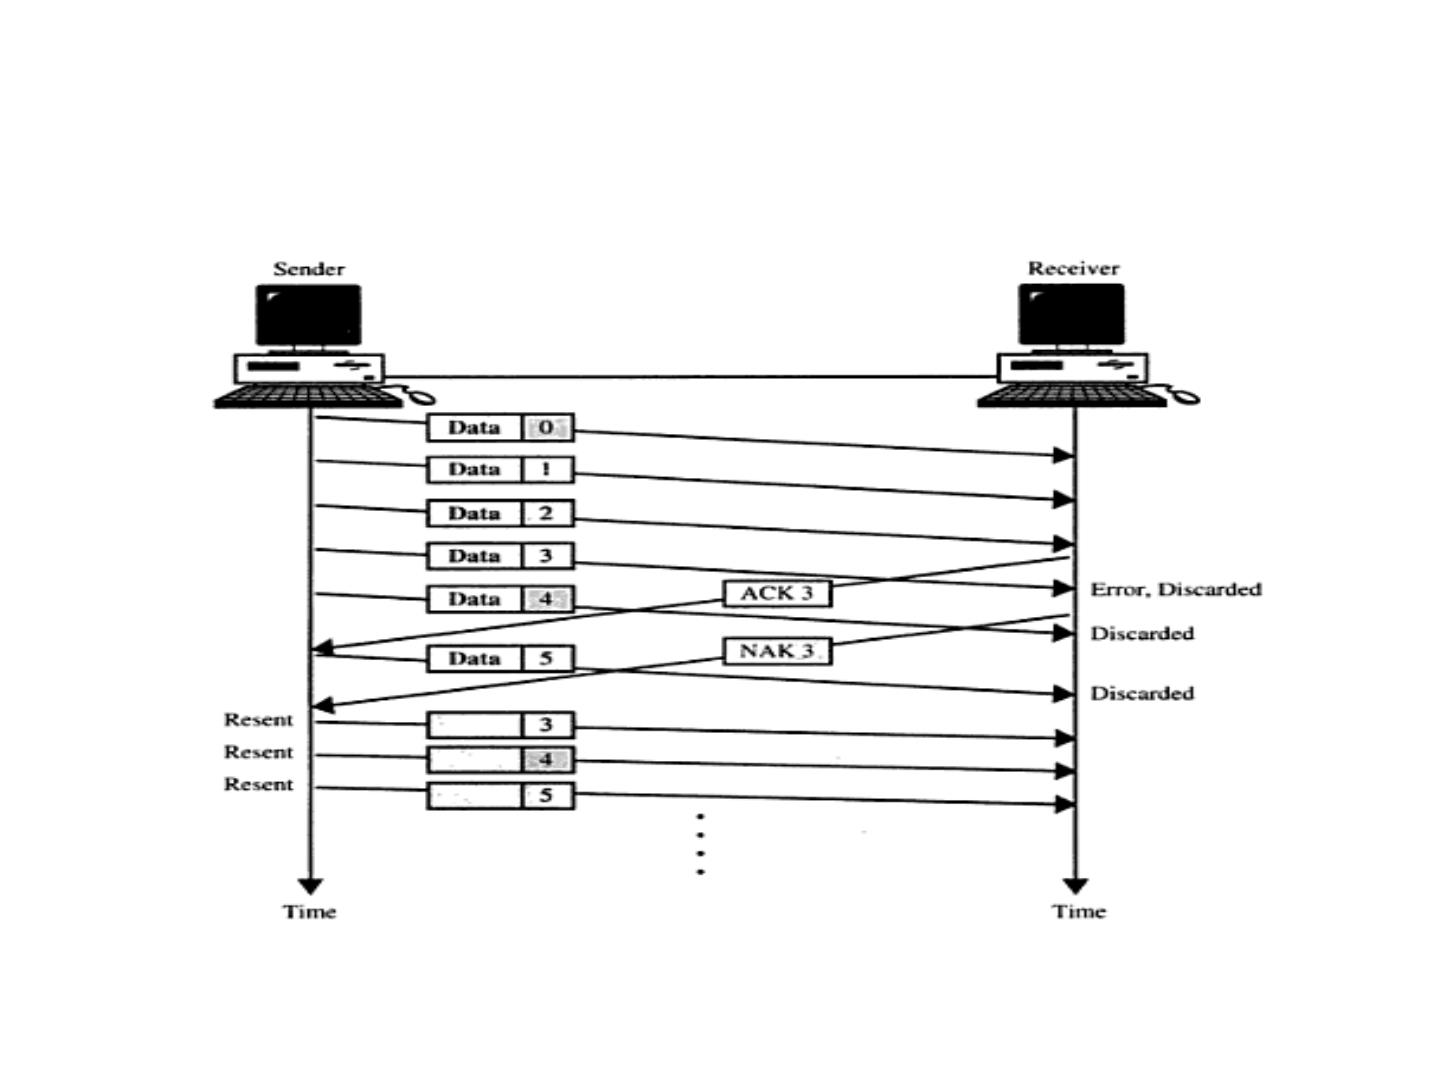 Sender
Receiver
Data 0
Data 1
Data 2
Data 3
ACK 3
Error, Discarded
Data 4
Discarded
NAK 3
Data 5
Discarded
Resent
3
Resent
4
Resent
5
Time
Time